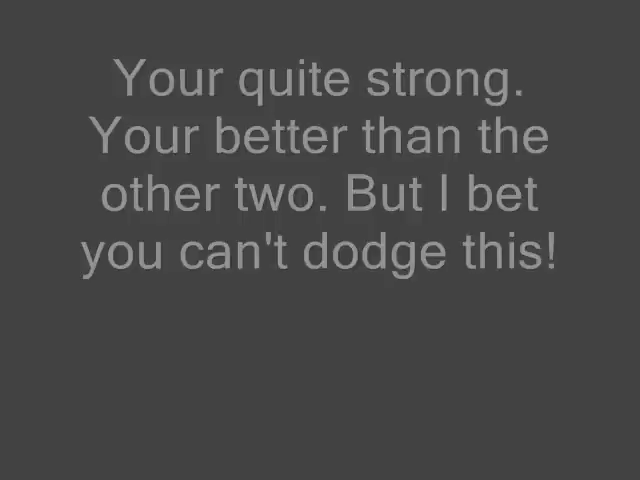 Your quite strong.
Your better than the
other two. But I bet
you can't dodge this!